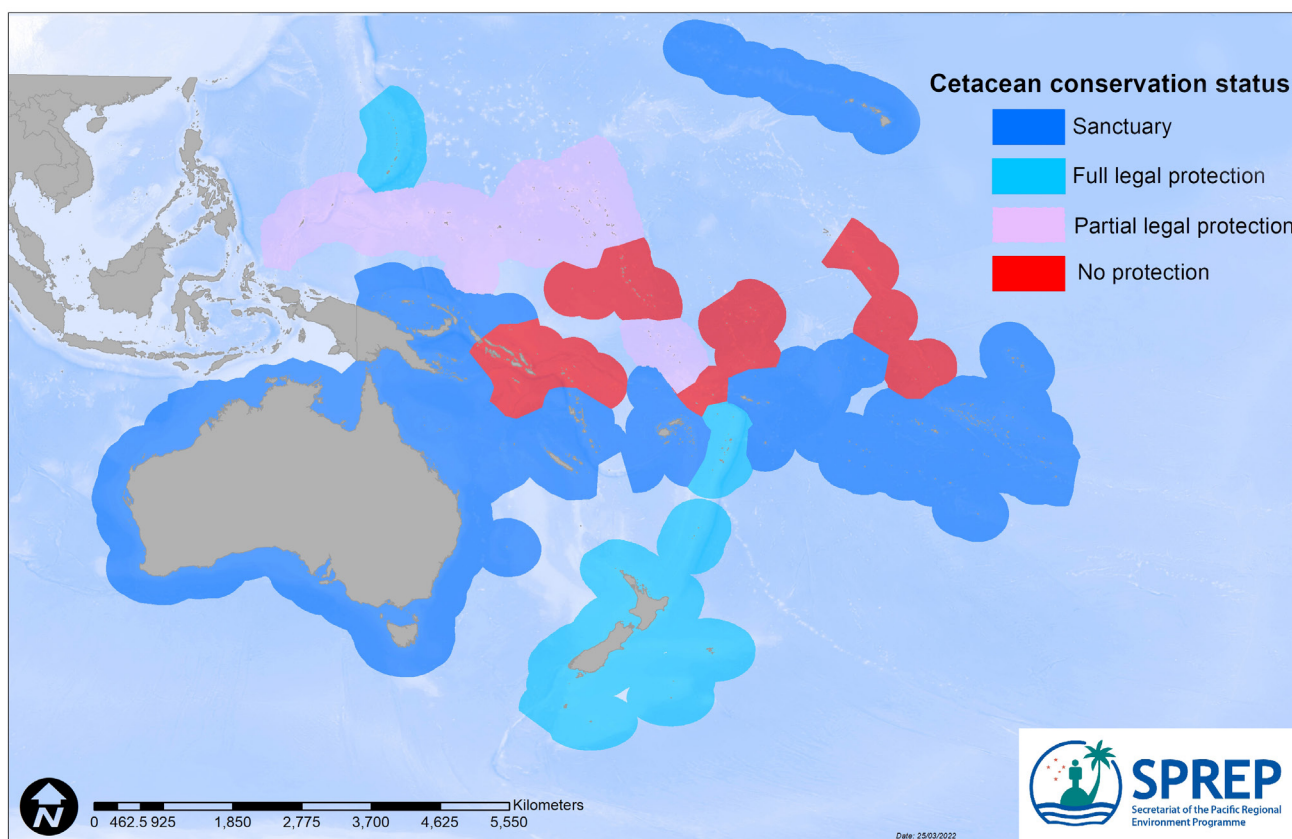 Cetacean conservation status
Sanctuary
Full legal protection
Partial legal protection
No protection
N
Kilometers
0 462.5 925 1,850 2,775 3,700 4,625 5,550
SPREP
Secretariat of the Pacific Regional
Environment Programme
Date: 25/03/2022